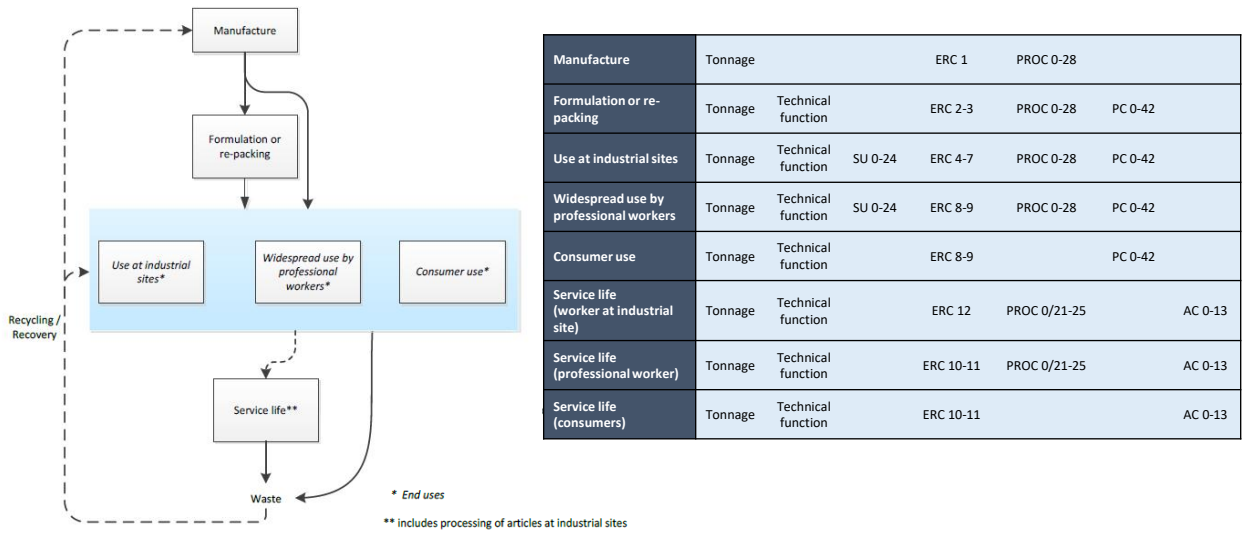 Manufacture
Formulation or
re-packing
Use at industrial
sites*
Widespread use by
professional
workers*
Consumer use*
Recycling /
Recovery
Service life**
Waste
* End uses
** includes processing of articles at industrial sites
Manufacture Tonnage ERC 1 PROC 0-28
Formulation or re-
packing Tonnage Technical
function ERC 2-3 PROC 0-28 PC 0-42
Use at industrial sites Tonnage Technical
function SU 0-24 ERC 4-7 PROC 0-28 PC 0-42
Widespread use by
professional workers Tonnage Technical
function SU 0-24 ERC 8-9 PROC 0-28 PC 0-42
Consumer use Tonnage Technical
function ERC 8-9 PC 0-42
Service life
(worker at industrial
site) Tonnage Technical
function ERC 12 PROC 0/21-25 AC 0-13
Service life
(professional worker) Tonnage Technical
function ERC 10-11 PROC 0/21-25 AC 0-13
Service life
(consumers) Tonnage Technical
function ERC 10-11 AC 0-13